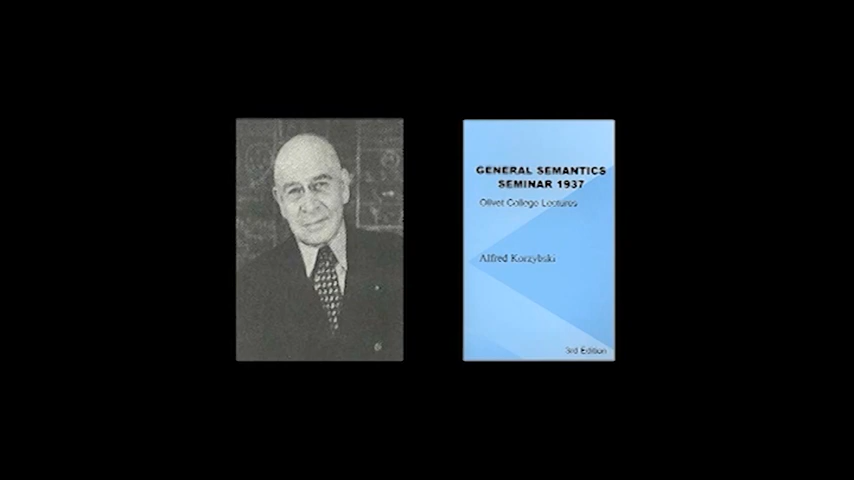 GENERAL SEMANTICS
SEMINAR 1937
Olivet College Lectures
Alfred Korzybski
3rd Edition